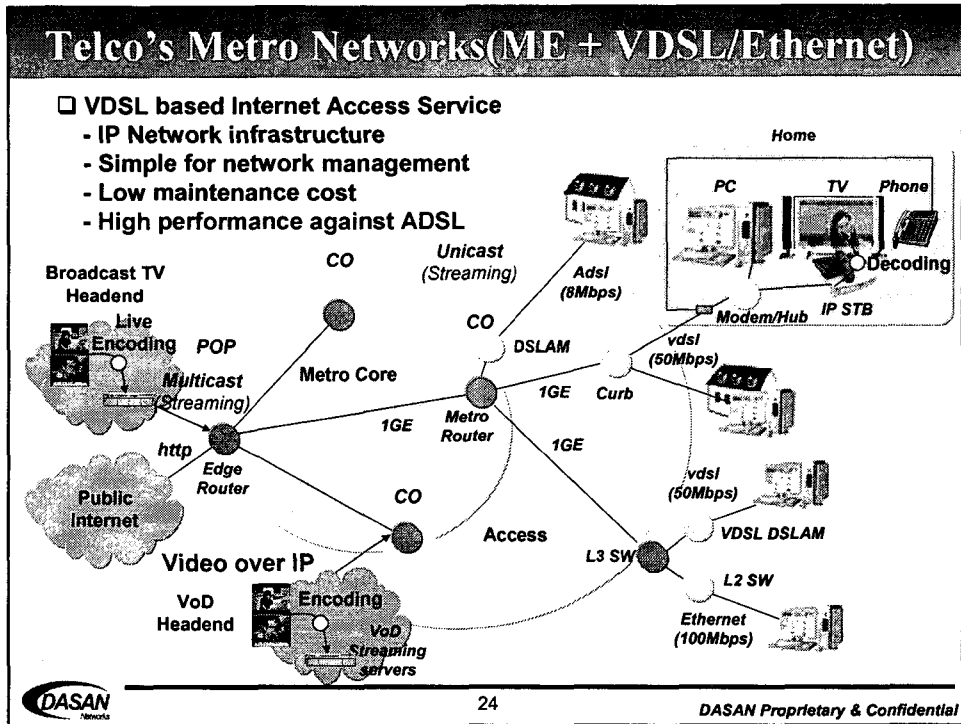 Telco's Metro Networks(ME + VDSL/Ethernet)
❑ VDSL based Internet Access Service
- IP Network infrastructure
- Simple for network management
- Low maintenance cost
- High performance against ADSL
Home
PC
TV
Phone
Decoding
IP STB
Modem/Hub
Unicast
(Streaming)
Adsl
(8Mbps)
CO
Broadcast TV
Headend
Live
Encoding
POP
Multicast
(Streaming)
Metro Core
CO
DSLAM
vdsl
(50Mbps)
1GE
Curb
1GE
Metro
Router
1GE
http
Edge
Router
Public
Internet
CO
Access
vdsl
(50Mbps)
VDSL DSLAM
L3 SW
L2 SW
Ethernet
(100Mbps)
Video over IP
VoD
Headend
Encoding
VoD
Streaming
servers
DASAN
Networks
24
DASAN Proprietary & Confidential